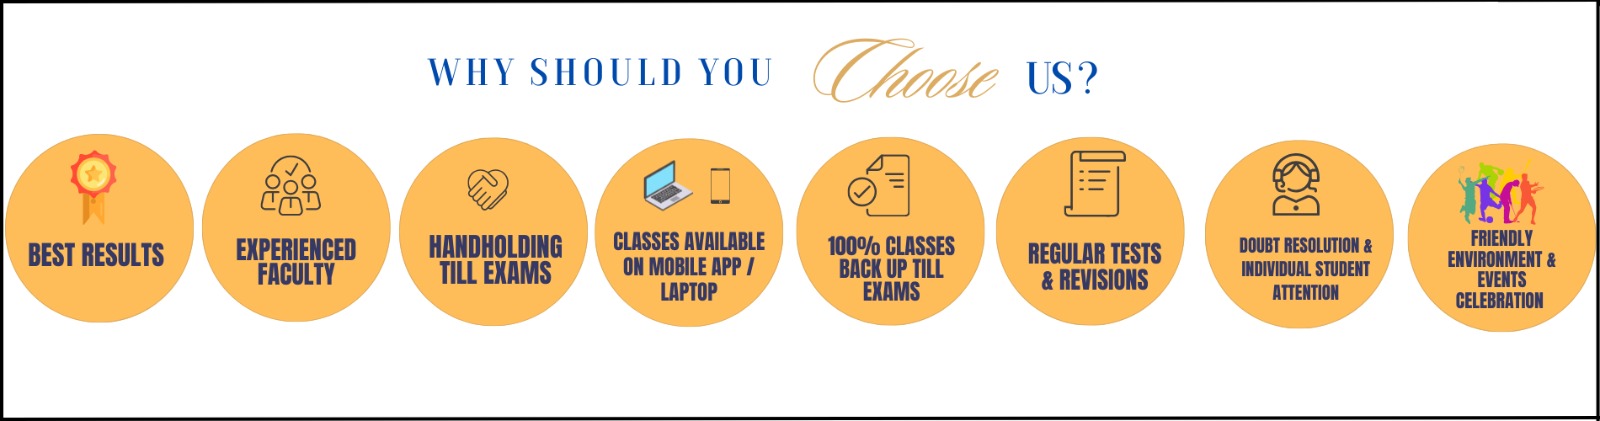 WHY SHOULD YOU Choose US?
BEST RESULTS
EXPERIENCED
FACULTY
HANDHOLDING
TILL EXAMS
CLASSES AVAILABLE
ON MOBILE APP /
LAPTOP
100% CLASSES
BACK UP TILL
EXAMS
REGULAR TESTS
& REVISIONS
DOUBT RESOLUTION &
INDIVIDUAL STUDENT
ATTENTION
FRIENDLY
ENVIRONMENT &
EVENTS
CELEBRATION